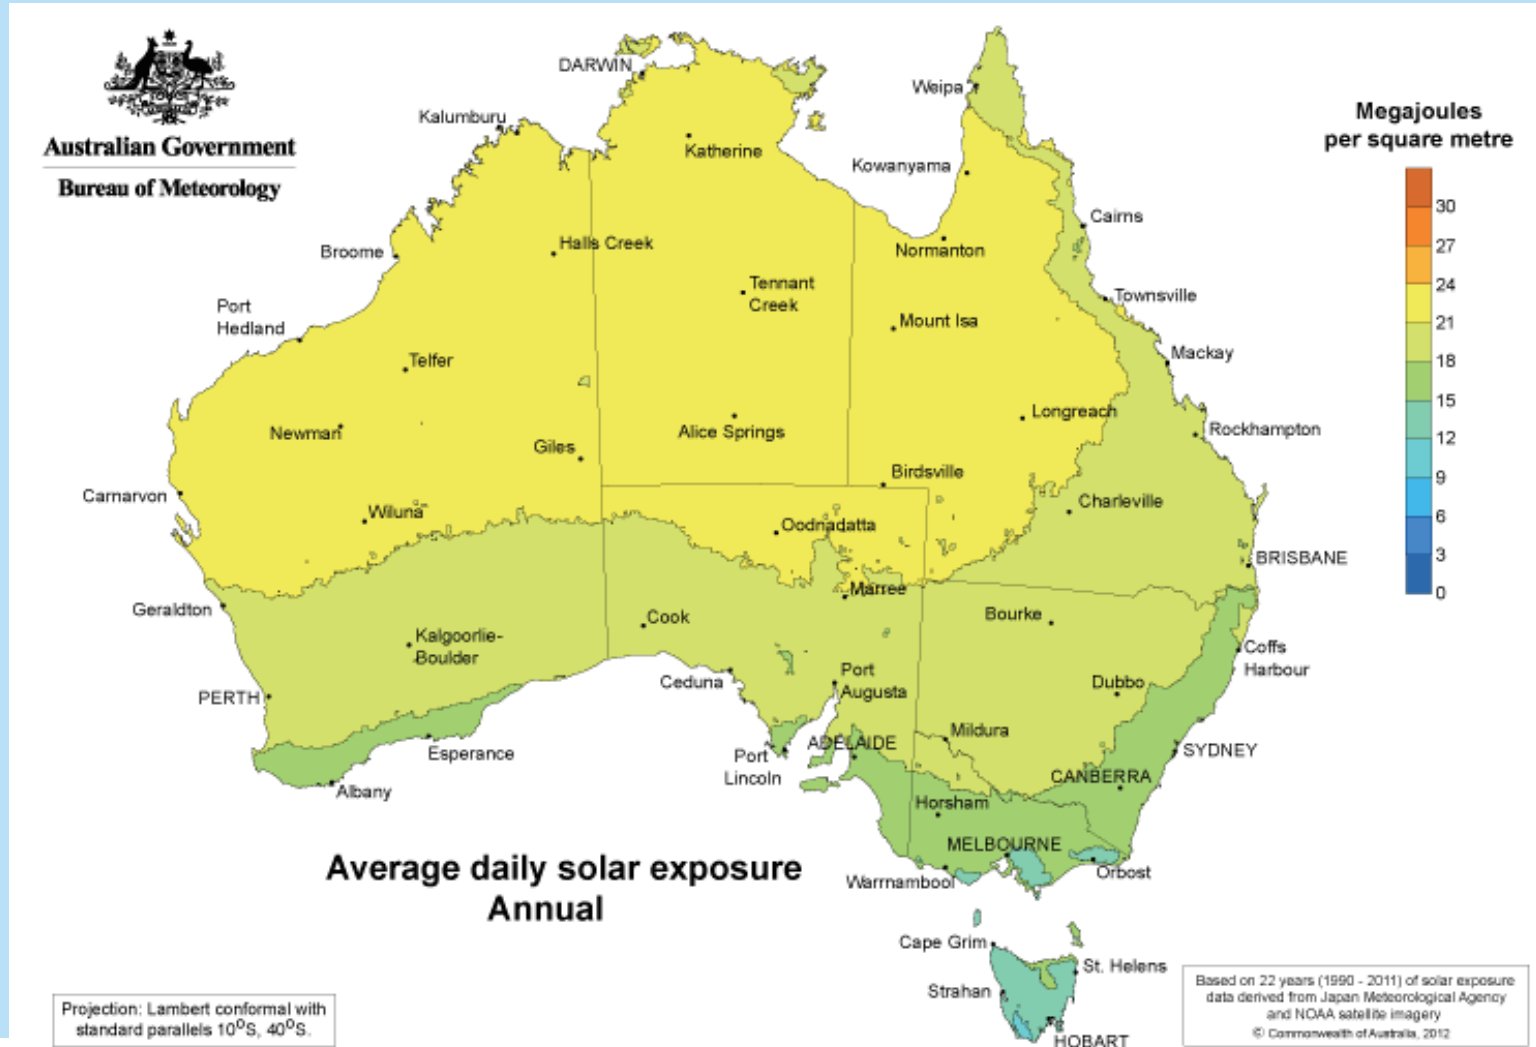 Australian Government
Bureau of Meteorology
Megajoules
per square metre
30
27
24
21
18
15
12
9
6
3
0
DARWIN
Weipa
Kalumburu
Katherine
Kowanyama
Cairns
Broome
Halls Creek
Normanton
Tennant
Creek
Port
Hedland
Townsville
Mount Isa
Telfer
Mackay
Newman
Longreach
Alice Springs
Rockhampton
Giles
Birdsville
Carnarvon
Charleville
Wiluna
Oodnadatta
BRISBANE
Marree
Geraldton
Cook
Bourke
Kalgoorlie-
Boulder
Coffs
Harbour
Ceduna
Port
Augusta
Dubbo
PERTH
Mildura
ADELAIDE
Esperance
Port
Lincoln
SYDNEY
CANBERRA
Albany
Horsham
MELBOURNE
Warrnambool
Orbost
Average daily solar exposure
Annual
Cape Grim
St. Helens
Strahan
HOBART
Projection: Lambert conformal with
standard parallels 10°S, 40°S.
Based on 22 years (1990 - 2011) of solar exposure
data derived from Japan Meteorological Agency
and NOAA satellite imagery
© Commonwealth of Australia, 2012